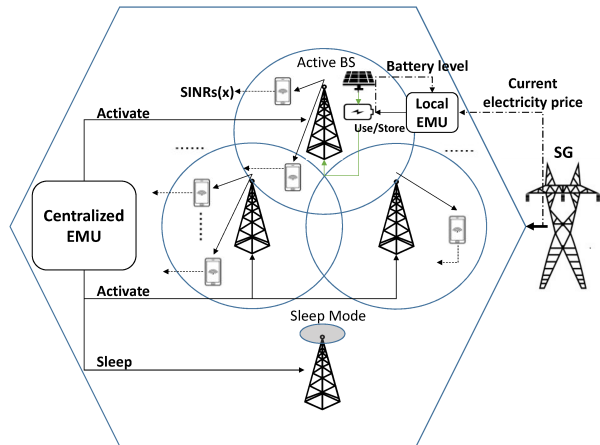 Active BS
Battery level
SINRs(x)
Current
electricity price
Activate
Local
EMU
Use/Store
SG
Centralized
EMU
Activate
Sleep Mode
Sleep